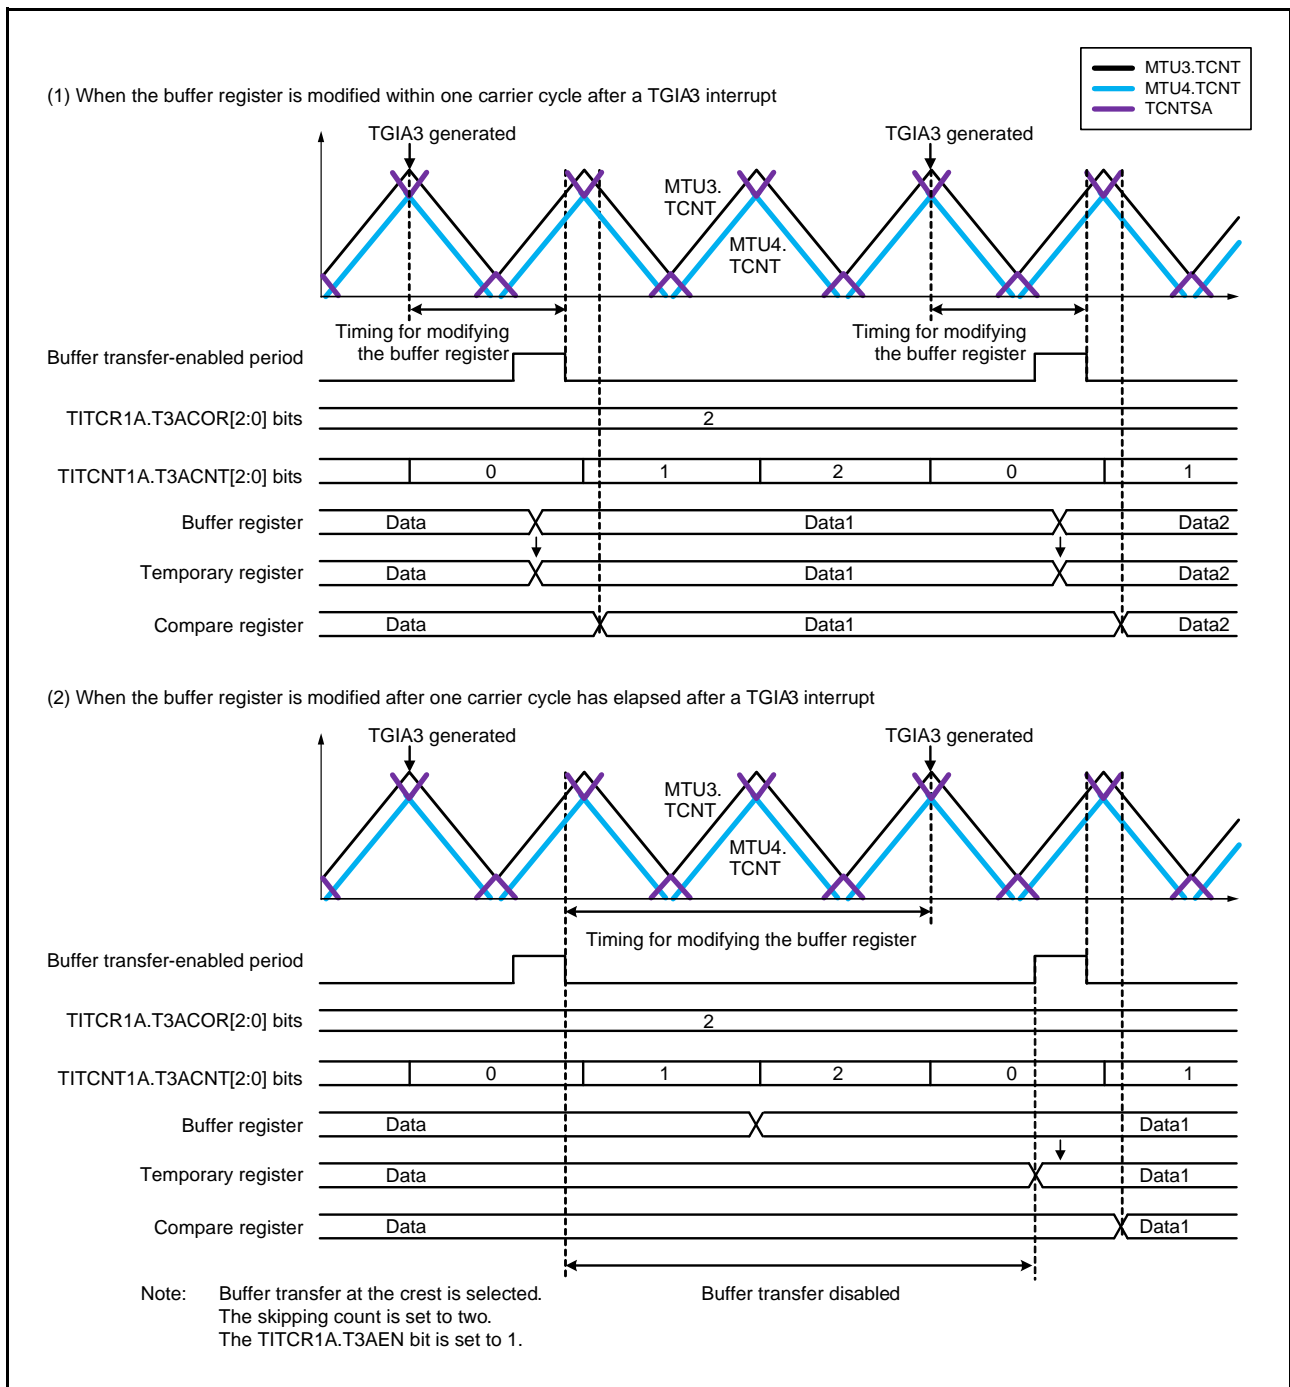 MTU3.TCNT
MTU4.TCNT
TCNTSA
(1) When the buffer register is modified within one carrier cycle after a TGIA3 interrupt
TGIA3 generated
TGIA3 generated
MTU3.
TCNT
MTU4.
TCNT
Timing for modifying
the buffer register
Timing for modifying
the buffer register
Buffer transfer-enabled period
TITCR1A.T3ACOR[2:0] bits
2
TITCNT1A.T3ACNT[2:0] bits
0 1 2 0 1
Buffer register
Data Data1 Data2
Temporary register
Data Data1 Data2
Compare register
Data Data1 Data2
(2) When the buffer register is modified after one carrier cycle has elapsed after a TGIA3 interrupt
TGIA3 generated
TGIA3 generated
MTU3.
TCNT
MTU4.
TCNT
Timing for modifying the buffer register
Buffer transfer-enabled period
TITCR1A.T3ACOR[2:0] bits
2
TITCNT1A.T3ACNT[2:0] bits
0 1 2 0 1
Buffer register
Data Data1
Temporary register
Data Data1
Compare register
Data Data1
Buffer transfer disabled
Note: Buffer transfer at the crest is selected.
The skipping count is set to two.
The TITCR1A.T3AEN bit is set to 1.